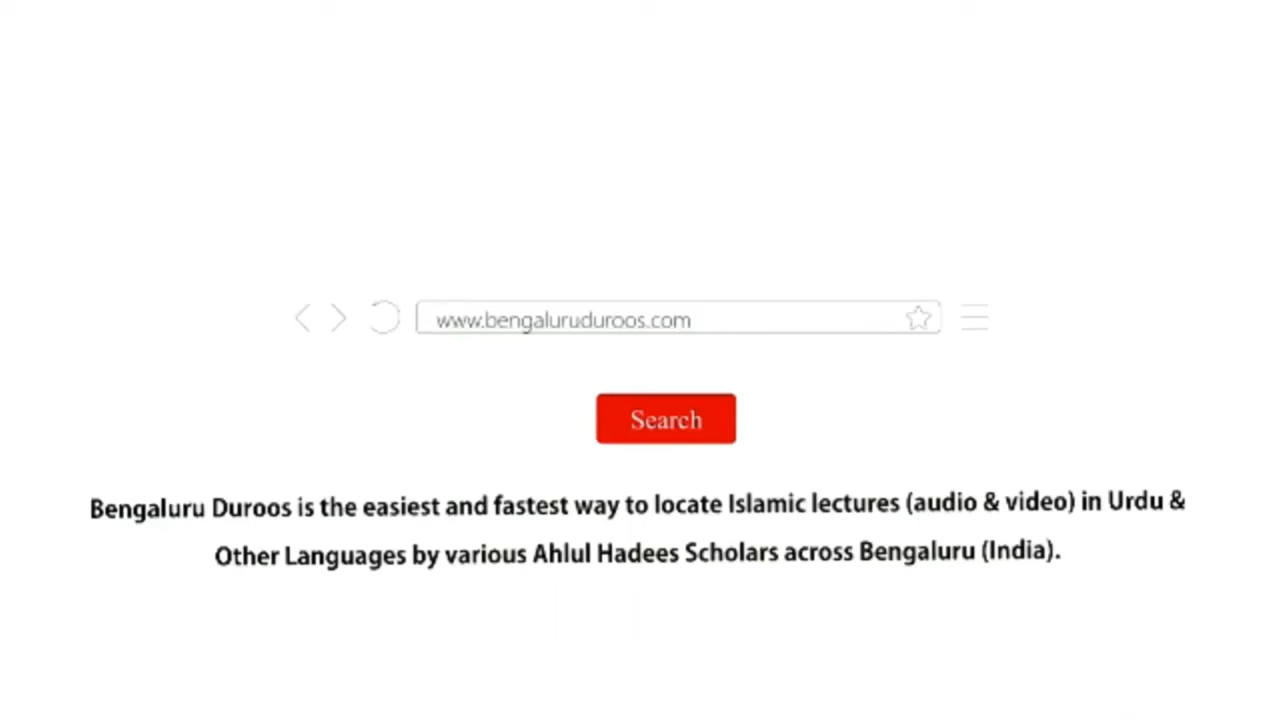 www.bengaluruduroos.com
Search
Bengaluru Duroos is the easiest and fastest way to locate Islamic lectures (audio & video) in Urdu &
Other Languages by various Ahlul Hadees Scholars across Bengaluru (India).